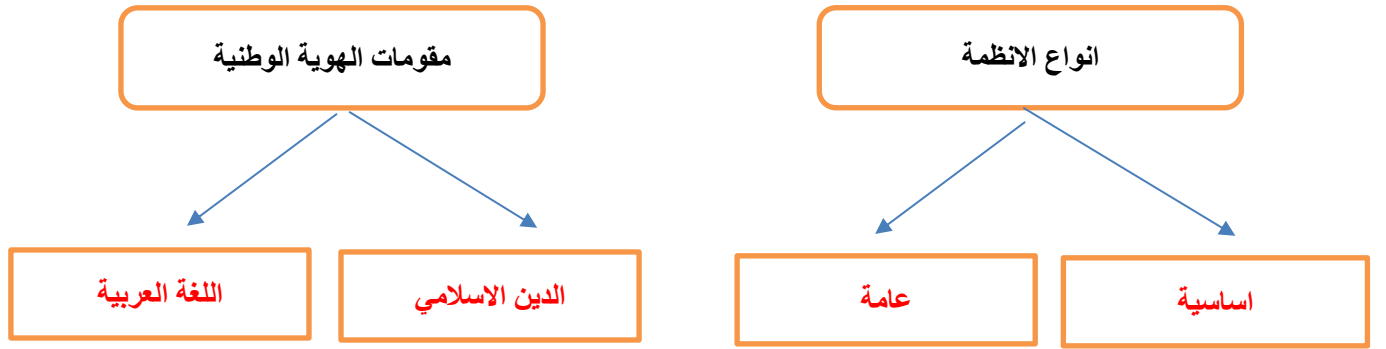 انواع الانظمة
مقومات الهوية الوطنية
اساسية
عامة
الدين الاسلامي
اللغة العربية